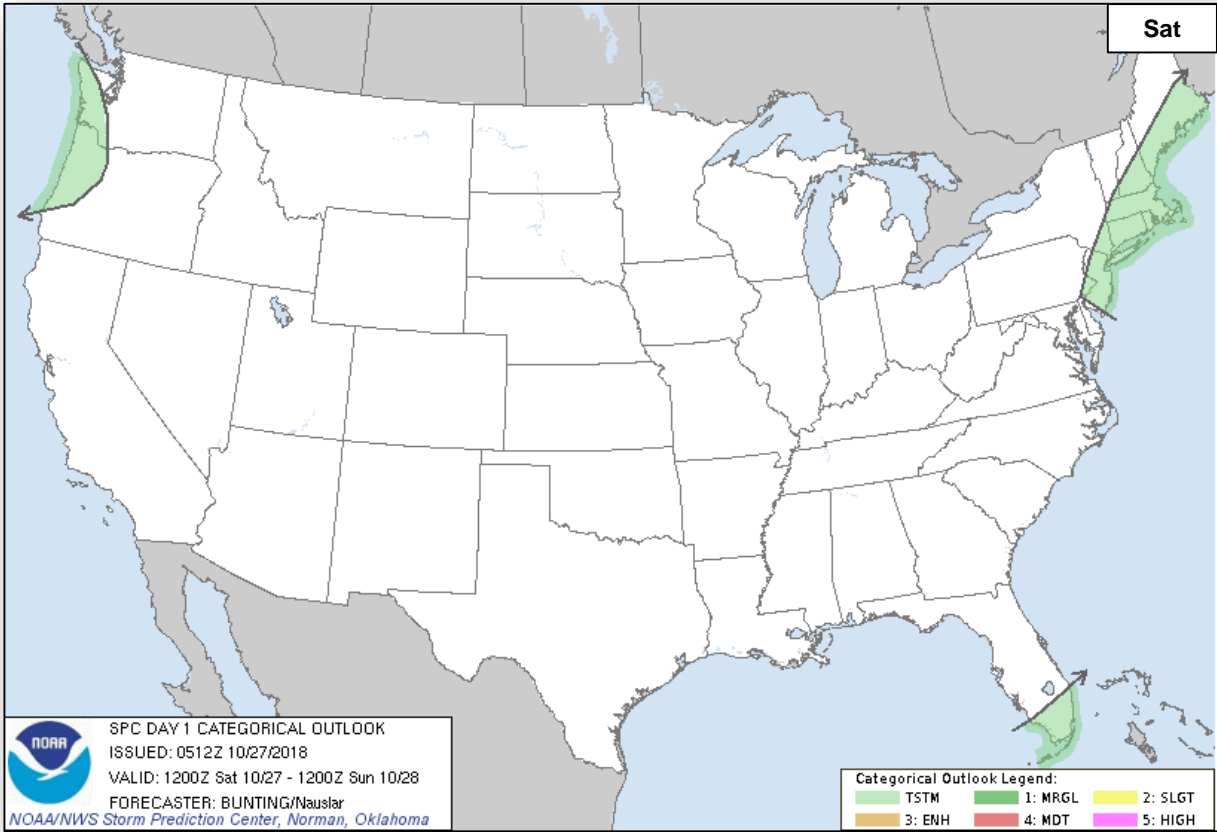 Sat
NOAA
SPC DAY 1 CATEGORICAL OUTLOOK
ISSUED: 0512Z 10/27/2018
VALID: 1200Z Sat 10/27 - 1200Z Sun 10/28
FORECASTER: BUNTING/Nauslar
NOAA/NWS Storm Prediction Center, Norman, Oklahoma
Categorical Outlook Legend:
TSTM 1: MRGL 2: SLGT
3: ENH 4: MDT 5: HIGH